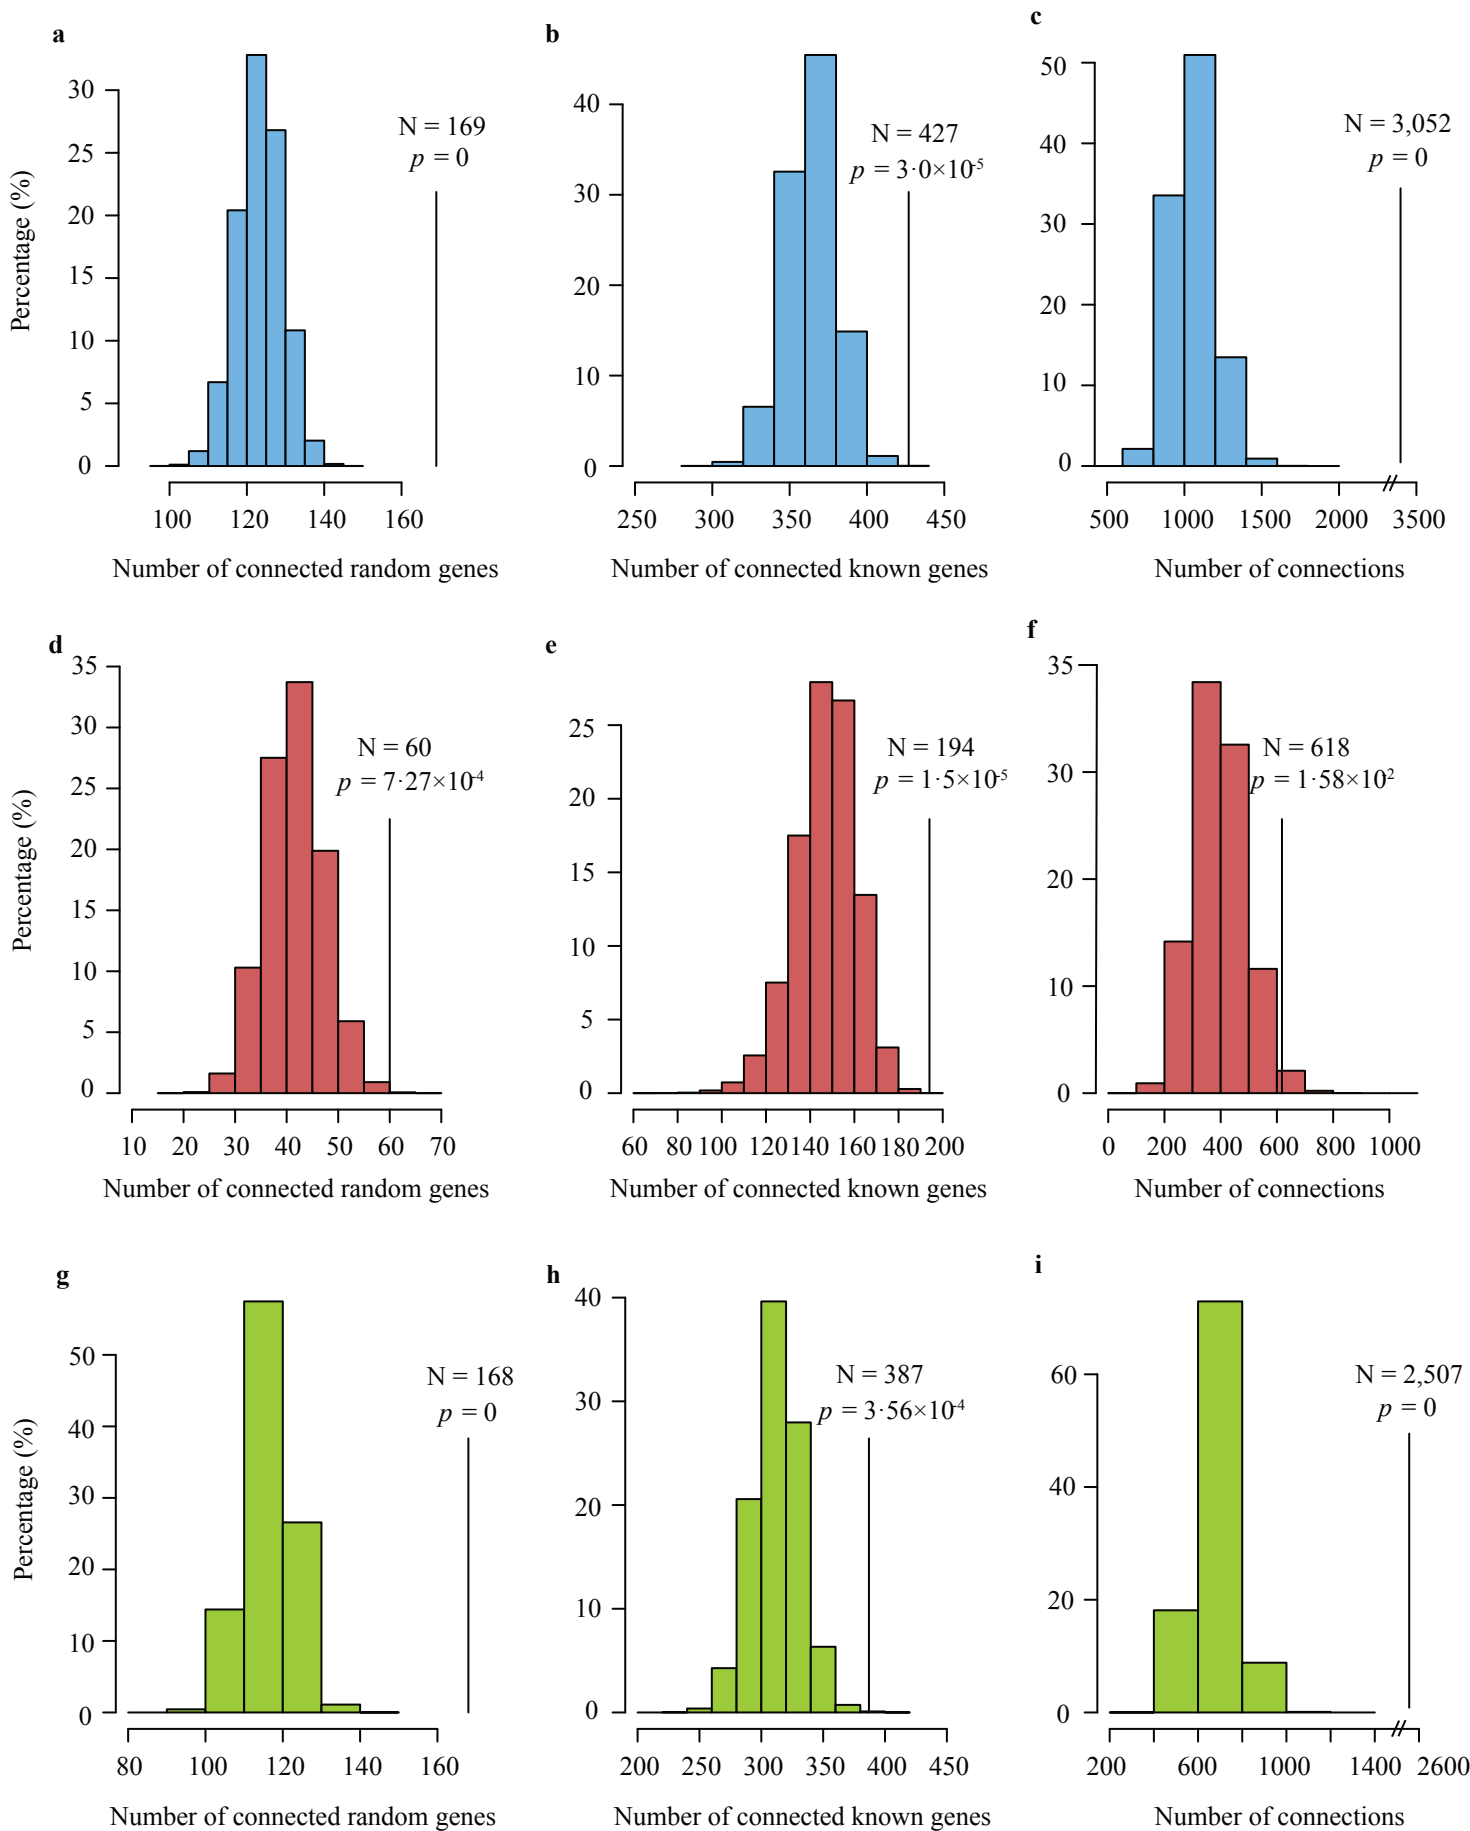 a
30
25
20
15
10
5
0
Percentage (%)
N = 169
p = 0
100 120 140 160
Number of connected random genes
b
40
30
20
10
0
N = 427
p = 3·0×10-5
250 300 350 400 450
Number of connected known genes
c
50
40
30
20
10
0
N = 3,052
p = 0
500 1000 1500 2000 3500
Number of connections
d
35
30
25
20
15
10
5
0
Percentage (%)
N = 60
p = 7·27×10-4
10 20 30 40 50 60 70
Number of connected random genes
e
25
20
15
10
5
0
N = 194
p = 1·5×10-5
60 80 100 120 140 160 180 200
Number of connected known genes
f
35
30
20
10
0
N = 618
p = 1·58×102
0 200 400 600 800 1000
Number of connections
g
50
40
30
20
10
0
Percentage (%)
N = 168
p = 0
80 100 120 140 160
Number of connected random genes
h
40
30
20
10
0
N = 387
p = 3·56×10-4
200 250 300 350 400 450
Number of connected known genes
i
60
40
20
0
N = 2,507
p = 0
200 600 1000 1400 2600
Number of connections